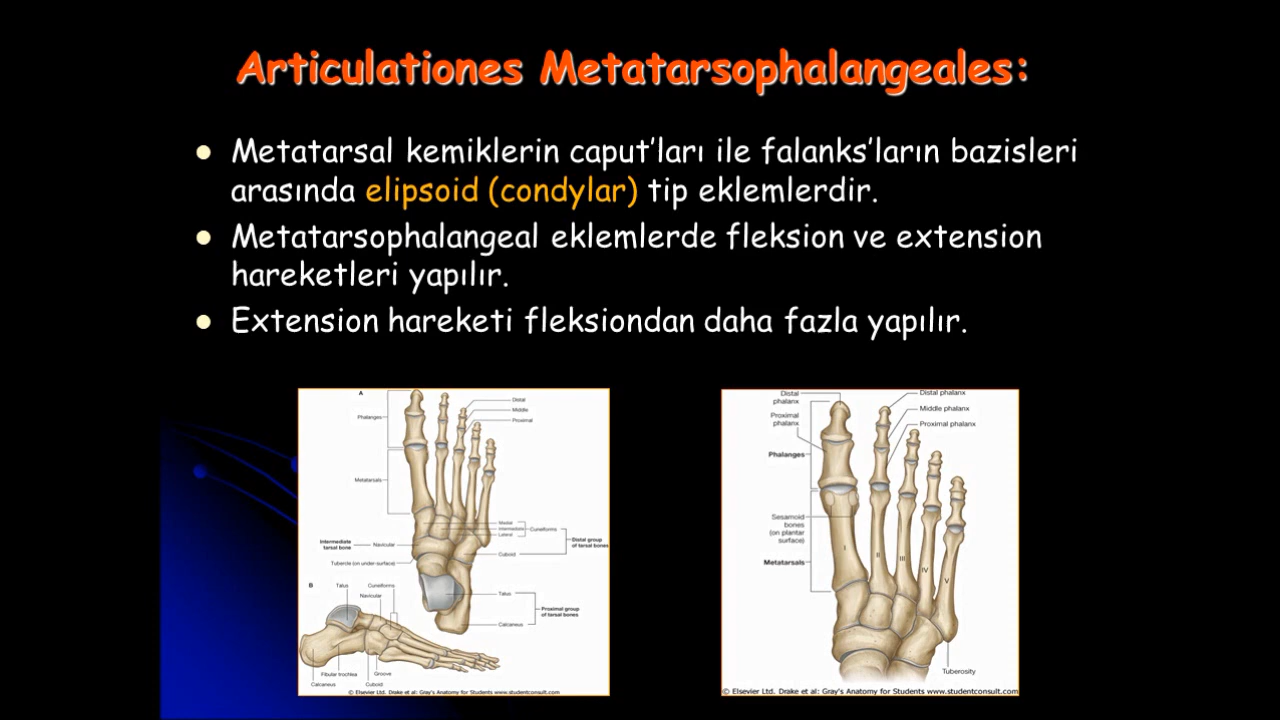 Articulationes Metatarsophalangeales:
Metatarsal kemiklerin caput'ları ile falanks'ların bazisleri
arasında elipsoid (condylar) tip eklemlerdir.
Metatarsophalangeal eklemlerde fleksion ve extension
hareketleri yapılır.
Extension hareketi fleksiondan daha fazla yapılır.
A
Phalanges
Distal
Middle
Proximal
Metatarsals
Medial
Intermediate
Lateral
Cuneiforms
Intermediate
tarsal bone
Navicular
Cuboid
Distal group
of tarsal bones
Tubercle (on under-surface)
B
Talus
Cuneiforms
Navicular
Talus
Calcaneus
Proximal group
of tarsal bones
Fibular trochlea
Groove
Calcaneus
Cuboid
© Elsevier Ltd. Drake et al: Gray's Anatomy for Students www.studentconsult.com
Distal
phalanx
Proximal
phalanx
Distal phalanx
Middle phalanx
Proximal phalanx
Phalanges
Sesamoid
bones
(on plantar
surface)
Metatarsals
I
II
III
IV
V
Tuberosity
© Elsevier Ltd. Drake et al: Gray's Anatomy for Students www.studentconsult.com